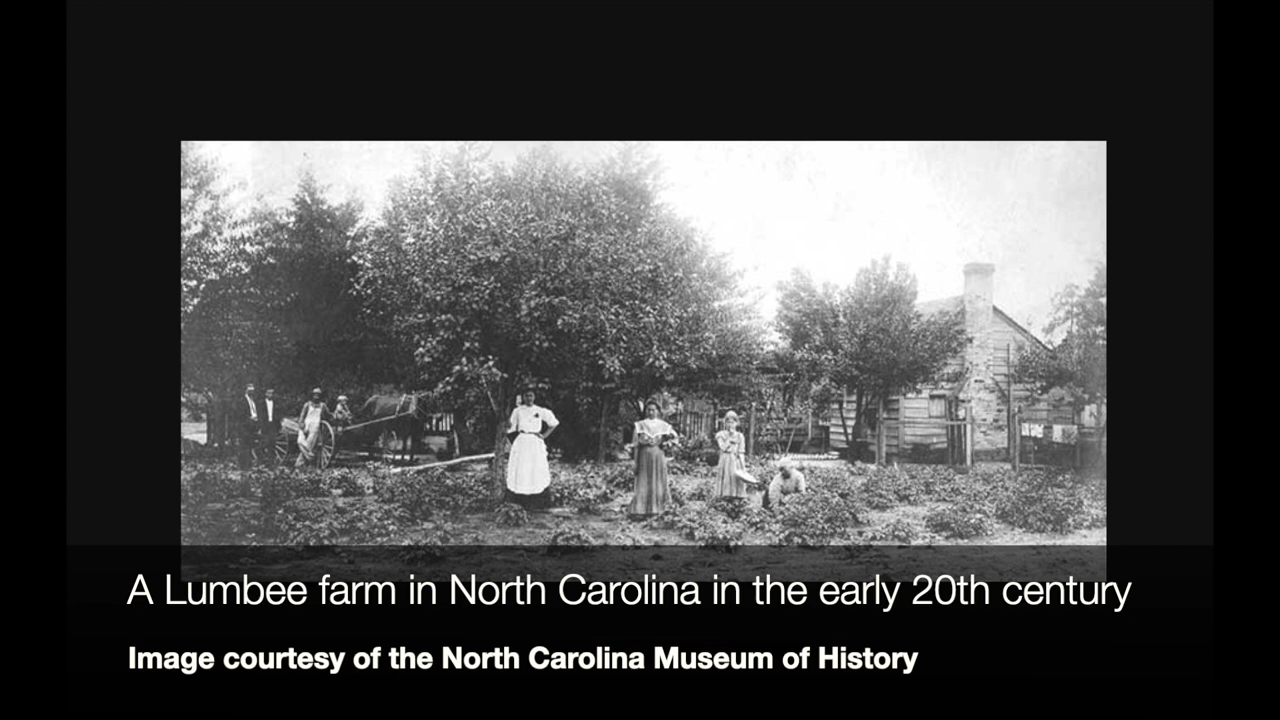 A Lumbee farm in North Carolina in the early 20th century
Image courtesy of the North Carolina Museum of History